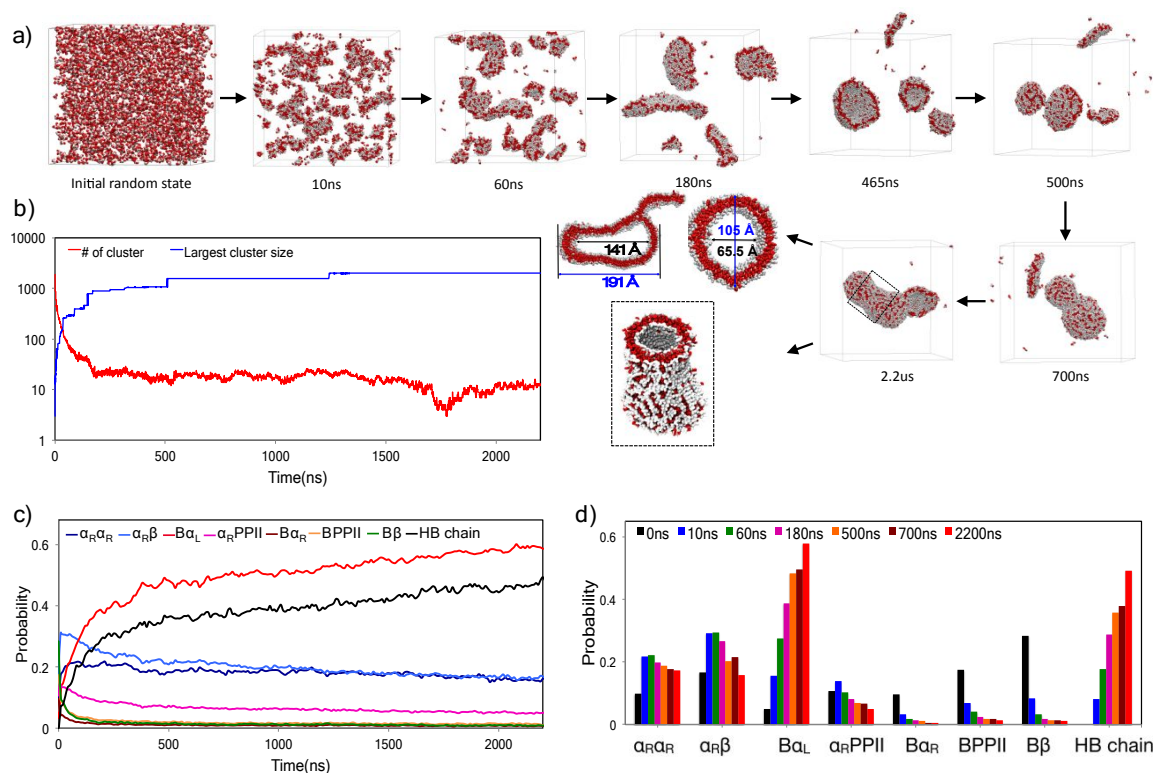 a)
Initial random state
10ns
60ns
180ns
465ns
500ns
b)
# of cluster
Largest cluster size
10000
1000
100
10
1
0
500
1000
1500
2000
Time(ns)
141 Å
191 Å
105 Å
65.5 Å
2.2us
700ns
c)
αRαR αRβ BαL αRPPII BαR BPPII Bβ HB chain
0.6
0.4
0.2
0
Probability
0 500 1000 1500 2000
Time(ns)
d)
0ns 10ns 60ns 180ns 500ns 700ns 2200ns
0.6
0.4
0.2
0
Probability
αRαR αRβ BαL αRPPII BαR BPPII Bβ HB chain